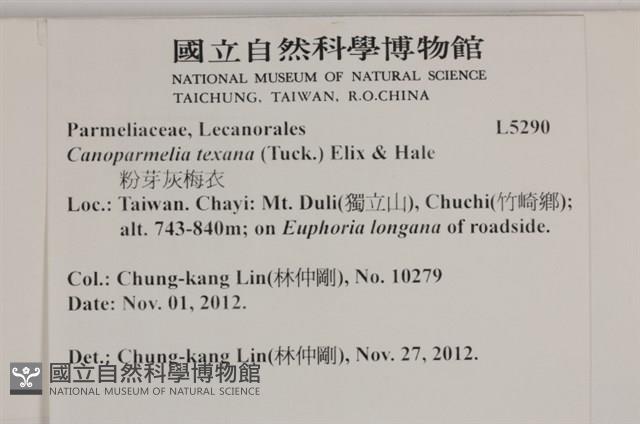 國立自然科學博物館
NATIONAL MUSEUM OF NATURAL SCIENCE
TAICHUNG, TAIWAN, R.O.CHINA
Parmeliaceae, Lecanorales L5290
Canoparmelia texana (Tuck.) Elix & Hale
粉芽灰梅衣
Loc.: Taiwan. Chayi: Mt. Duli(獨立山), Chuchi(竹崎鄉);
alt. 743-840m; on Euphoria longana of roadside.
Col.: Chung-kang Lin(林仲剛), No. 10279
Date: Nov. 01, 2012.
Det.: Chung-kang Lin(林仲剛), Nov. 27, 2012.
國立自然科學博物館
NATIONAL MUSEUM OF NATURAL SCIENCE